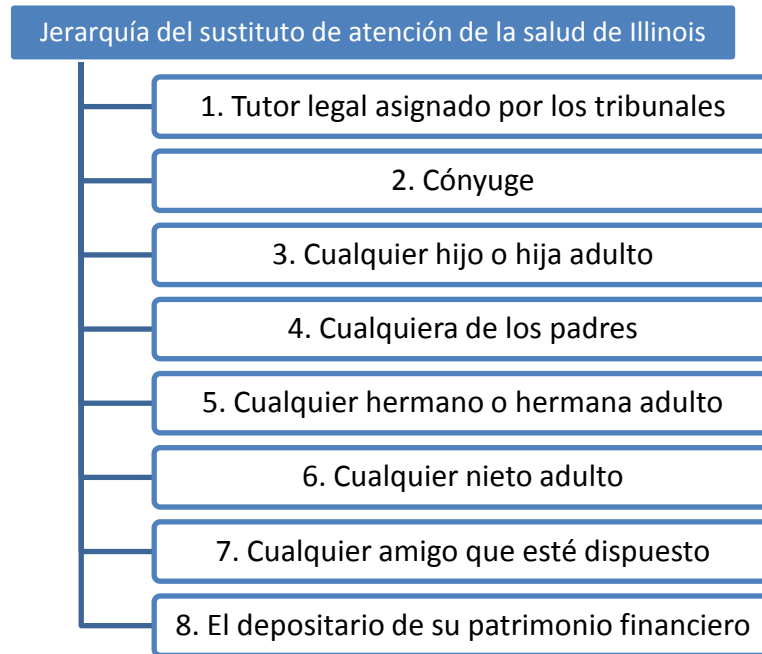 Jerarquía del sustituto de atención de la salud de Illinois
1. Tutor legal asignado por los tribunales
2. Cónyuge
3. Cualquier hijo o hija adulto
4. Cualquiera de los padres
5. Cualquier hermano o hermana adulto
6. Cualquier nieto adulto
7. Cualquier amigo que esté dispuesto
8. El depositario de su patrimonio financiero